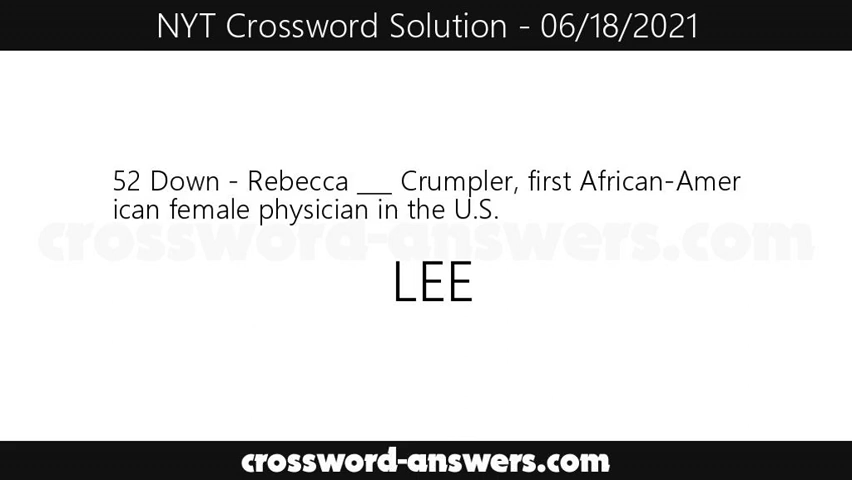 NYT Crossword Solution - 06/18/2021
52 Down - Rebecca ___ Crumpler, first African-Amer
ican female physician in the U.S.
crossword-answers.com
LEE
crossword-answers.com